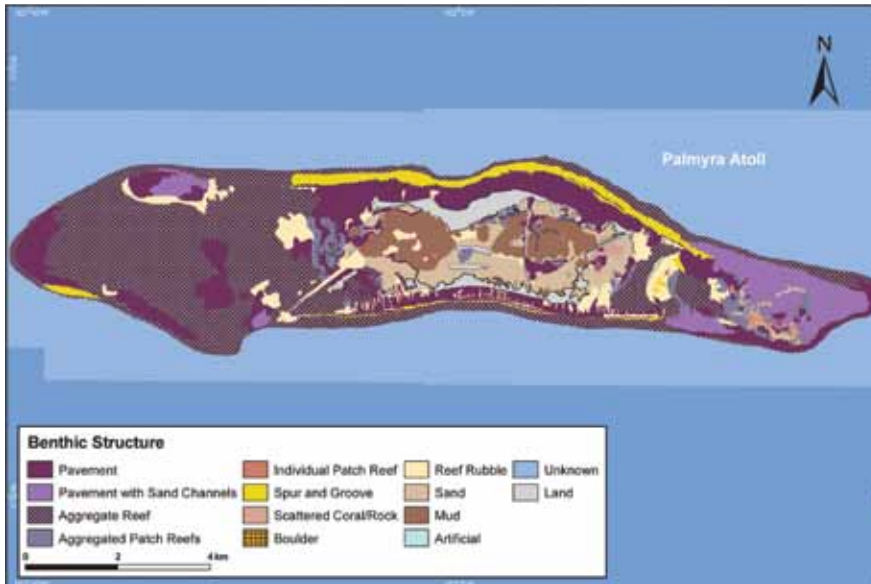 N
Palmyra Atoll
Benthic Structure
Pavement
Pavement with Sand Channels
Aggregate Reef
Aggregated Patch Reefs
Individual Patch Reef
Spur and Groove
Scattered Coral/Rock
Boulder
Reef Rubble
Sand
Mud
Artificial
Unknown
Land
0 2 4 km